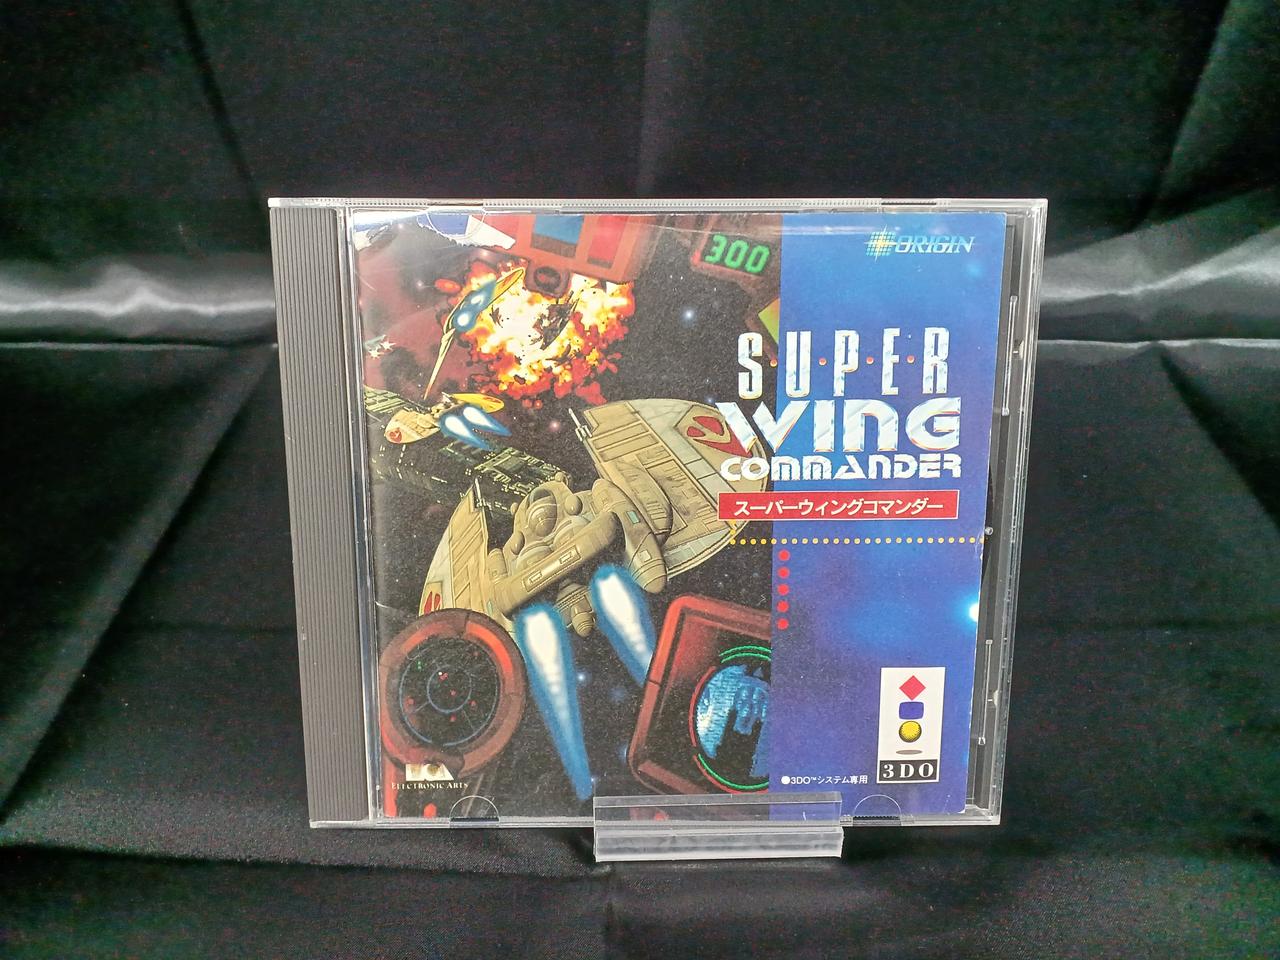 300
ORIGIN
S·U·P·E·R
WING
COMMANDER
スーパーウィングコマンダー
●3DO™システム専用
3DO
EA
ELECTRONIC ARTS